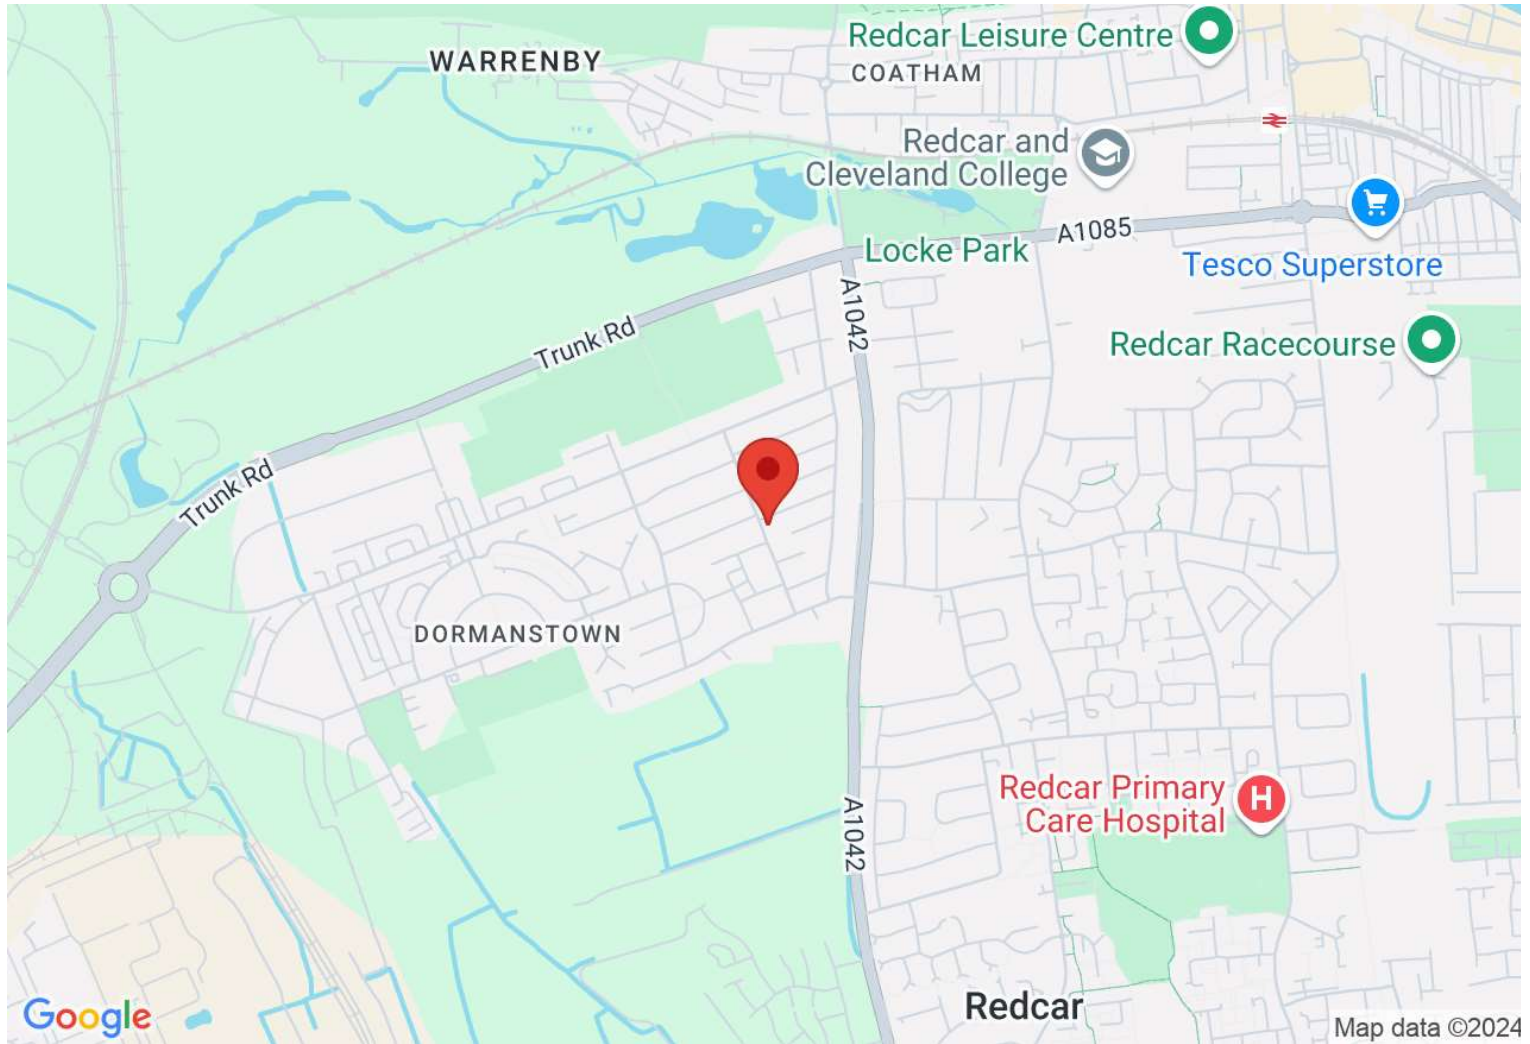 Redcar Leisure Centre
WARRENBY
COATHAM
Redcar and
Cleveland College
A1085
Locke Park
Tesco Superstore
A1042
Trunk Rd
Redcar Racecourse
Trunk Rd
DORMANSTOWN
Redcar Primary
Care Hospital
H
A1042
Redcar
Google
Map data ©2024